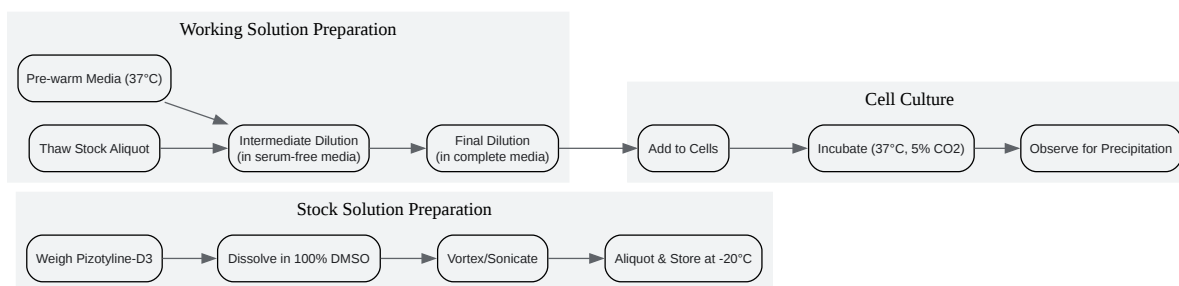 Working Solution Preparation
Pre-warm Media (37°C)
Thaw Stock Aliquot
Intermediate Dilution
(in serum-free media)
Final Dilution
(in complete media)
Cell Culture
Add to Cells
Incubate (37°C, 5% CO2)
Observe for Precipitation
Stock Solution Preparation
Weigh Pizotyline-D3
Dissolve in 100% DMSO
Vortex/Sonicate
Aliquot & Store at -20°C